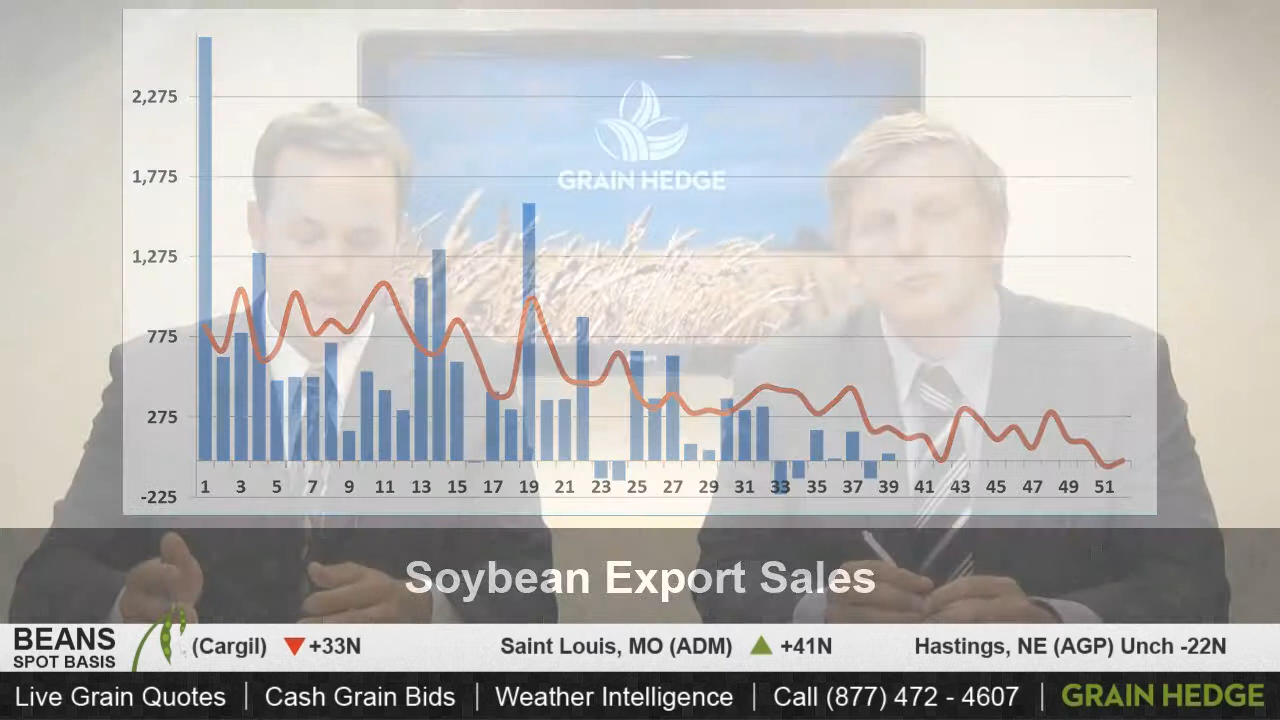 GRAIN HEDGE
2,275
1,775
1,275
775
275
-225
1 3 5 7 9 11 13 15 17 19 21 23 25 27 29 31 33 35 37 39 41 43 45 47 49 51
Soybean Export Sales
BEANS
SPOT BASIS
(Cargil) +33N Saint Louis, MO (ADM) +41N Hastings, NE (AGP) Unch -22N
Live Grain Quotes | Cash Grain Bids | Weather Intelligence | Call (877) 472 - 4607 | GRAIN HEDGE